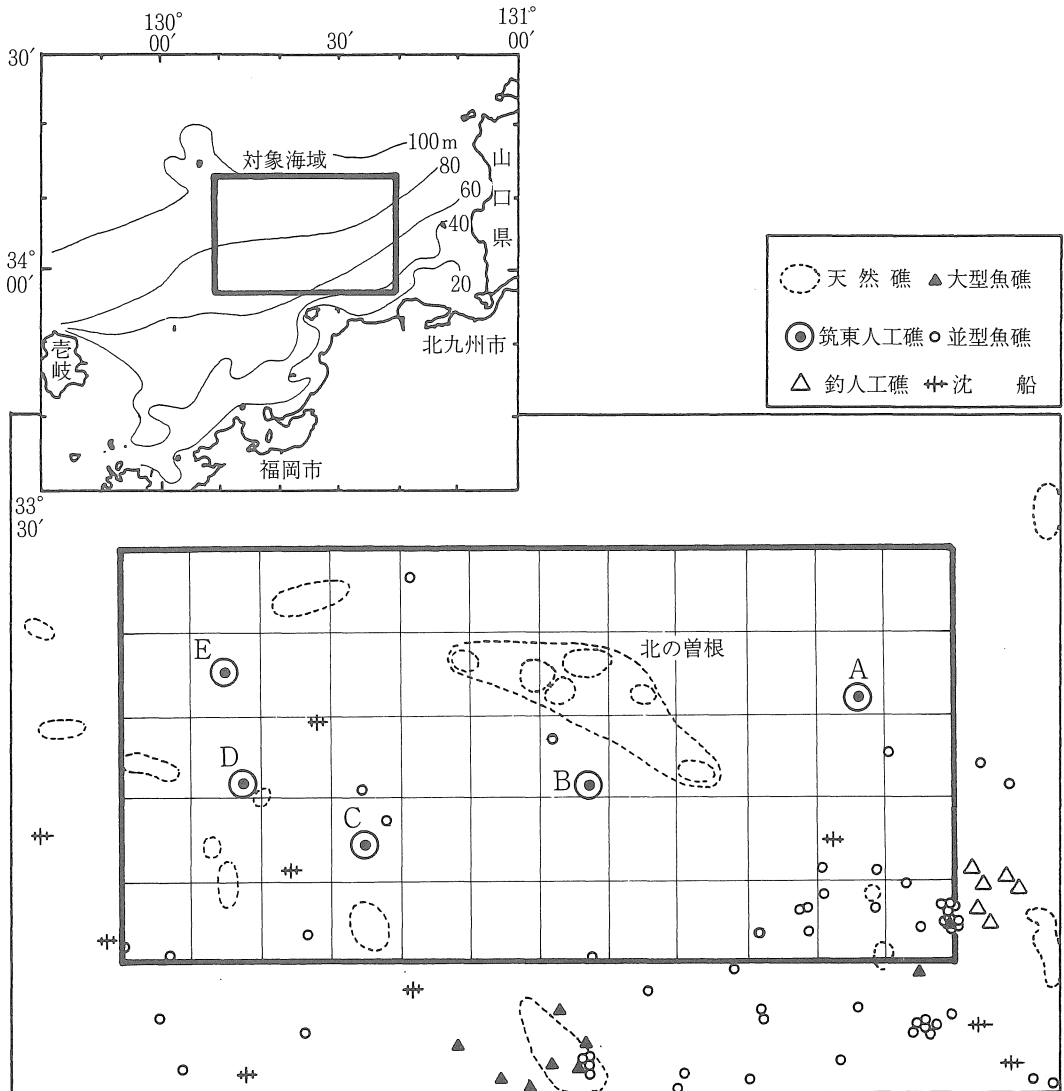 130°
00′
30′
131°
00′
30′
対象海域
100m
80
60
40
20
山口県
34°
00′
壱岐
北九州市
福岡市
33°
30′
天然礁 大型魚礁
筑東人工礁 並型魚礁
釣人工礁 沈船
北の曽根
E
A
D
B
C